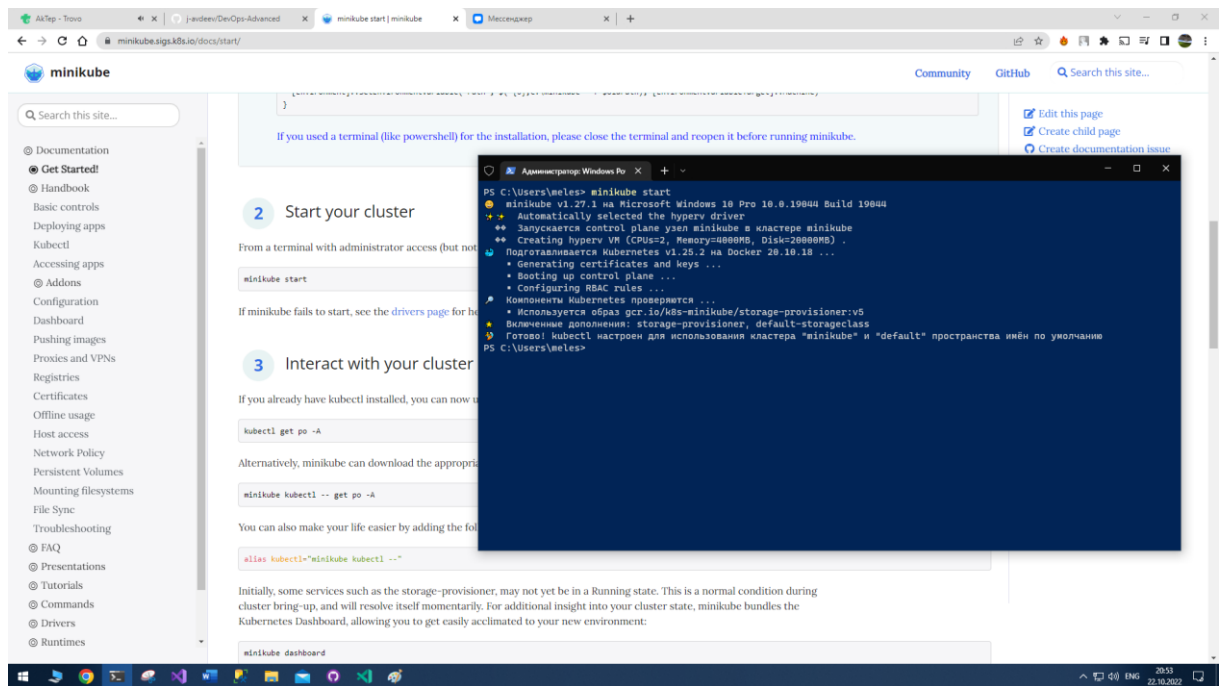 AkTep - Trovo
j-avdeev/DevOps-Advanced
minikube start | minikube
Мессенджер
minikube.sigs.k8s.io/docs/start/
minikube
Community
GitHub
Search this site...
Search this site...
Documentation
Get Started!
Handbook
Basic controls
Deploying apps
Kubectl
Accessing apps
Addons
Configuration
Dashboard
Pushing images
Proxies and VPNs
Registries
Certificates
Offline usage
Host access
Network Policy
Persistent Volumes
Mounting filesystems
File Sync
Troubleshooting
FAQ
Presentations
Tutorials
Commands
Drivers
Runtimes
}
If you used a terminal (like powershell) for the installation, please close the terminal and reopen it before running minikube.
2 Start your cluster
From a terminal with administrator access (but not
minikube start
If minikube fails to start, see the drivers page for he
3 Interact with your cluster
If you already have kubectl installed, you can now u
kubectl get po -A
Alternatively, minikube can download the appropria
minikube kubectl -- get po -A
You can also make your life easier by adding the fol
alias kubectl="minikube kubectl --"
Initially, some services such as the storage-provisioner, may not yet be in a Running state. This is a normal condition during
cluster bring-up, and will resolve itself momentarily. For additional insight into your cluster state, minikube bundles the
Kubernetes Dashboard, allowing you to get easily acclimated to your new environment:
minikube dashboard
Edit this page
Create child page
Create documentation issue
Администратор: Windows Po
PS C:\Users\meles> minikube start
minikube v1.27.1 на Microsoft Windows 10 Pro 10.0.19044 Build 19044
Automatically selected the hyperv driver
Запускается control plane узел minikube в кластере minikube
Creating hyperv VM (CPUs=2, Memory=4000MB, Disk=20000MB) .
Подготавливается Kubernetes v1.25.2 на Docker 20.10.18 ...
▪ Generating certificates and keys ...
▪ Booting up control plane ...
▪ Configuring RBAC rules ...
Компоненты Kubernetes проверяются ...
▪ Используется образ gcr.io/k8s-minikube/storage-provisioner:v5
Включенные дополнения: storage-provisioner, default-storageclass
Готово! kubectl настроен для использования кластера "minikube" и "default" пространства имён по умолчанию
PS C:\Users\meles>
ENG
20:53
22.10.2022